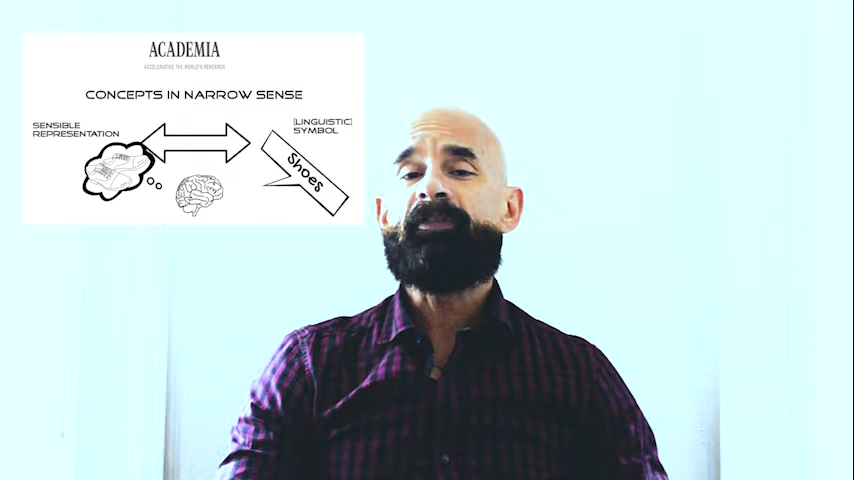 ACADEMIA
ACCELERATING THE WORLD'S RESEARCH
CONCEPTS IN NARROW SENSE
SENSIBLE
REPRESENTATION
[LINGUISTIC]
SYMBOL
Shoes